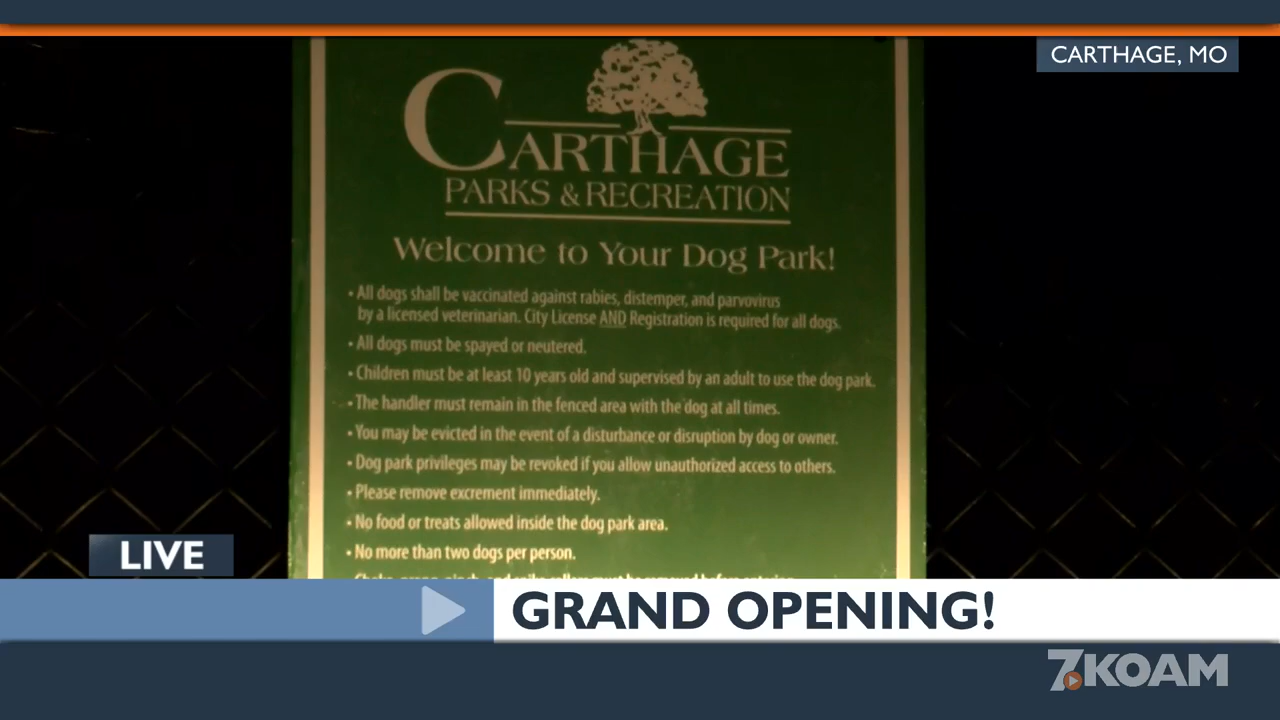 CARTHAGE, MO
CARTHAGE
PARKS & RECREATION
Welcome to Your Dog Park!
• All dogs shall be vaccinated against rabies, distemper, and parvovirus
by a licensed veterinarian. City License AND Registration is required for all dogs.
• All dogs must be spayed or neutered.
• Children must be at least 10 years old and supervised by an adult to use the dog park.
• The handler must remain in the fenced area with the dog at all times.
• You may be evicted in the event of a disturbance or disruption by dog or owner.
• Dog park privileges may be revoked if you allow unauthorized access to others.
• Please remove excrement immediately.
• No food or treats allowed inside the dog park area.
• No more than two dogs per person.
LIVE
GRAND OPENING!
7 KOAM